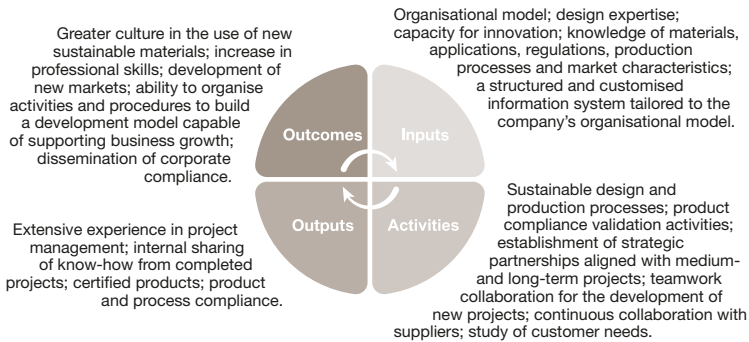 Greater culture in the use of new
sustainable materials; increase in
professional skills; development of
new markets; ability to organise
activities and procedures to build
a development model capable
of supporting business growth;
dissemination of corporate
compliance.
Organisational model; design expertise;
capacity for innovation; knowledge of materials,
applications, regulations, production
processes and market characteristics;
a structured and customised
information system tailored to the
company’s organisational model.
Outcomes
Inputs
Outputs
Activities
Extensive experience in project
management; internal sharing
of know-how from completed
projects; certified products; product
and process compliance.
Sustainable design and
production processes; product
compliance validation activities;
establishment of strategic
partnerships aligned with medium-
and long-term projects; teamwork
collaboration for the development of
new projects; continuous collaboration with
suppliers; study of customer needs.